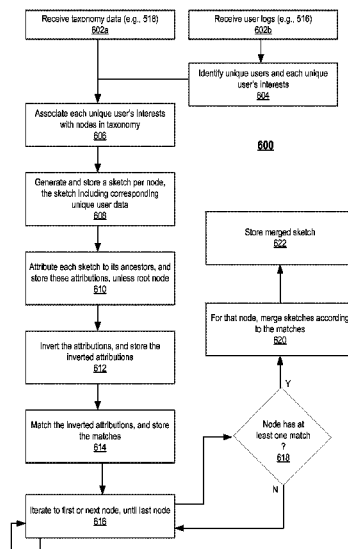 Receive taxonomy data (e.g., 518)
602a
Receive user logs (e.g., 516)
602b
Identify unique users and each unique
user's interests
604
Associate each unique user's interests
with nodes in taxonomy
606
600
Generate and store a sketch per node,
the sketch including corresponding
unique user data
608
Store merged sketch
622
Attribute each sketch to its ancestors, and
store these attributions, unless root node
610
For that node, merge sketches according
to the matches
620
Invert the attributions, and store the
inverted attributions
612
Y
Match the inverted attributions, and store
the matches
614
Node has at
least one match
?
618
N
Iterate to first or next node, until last node
616